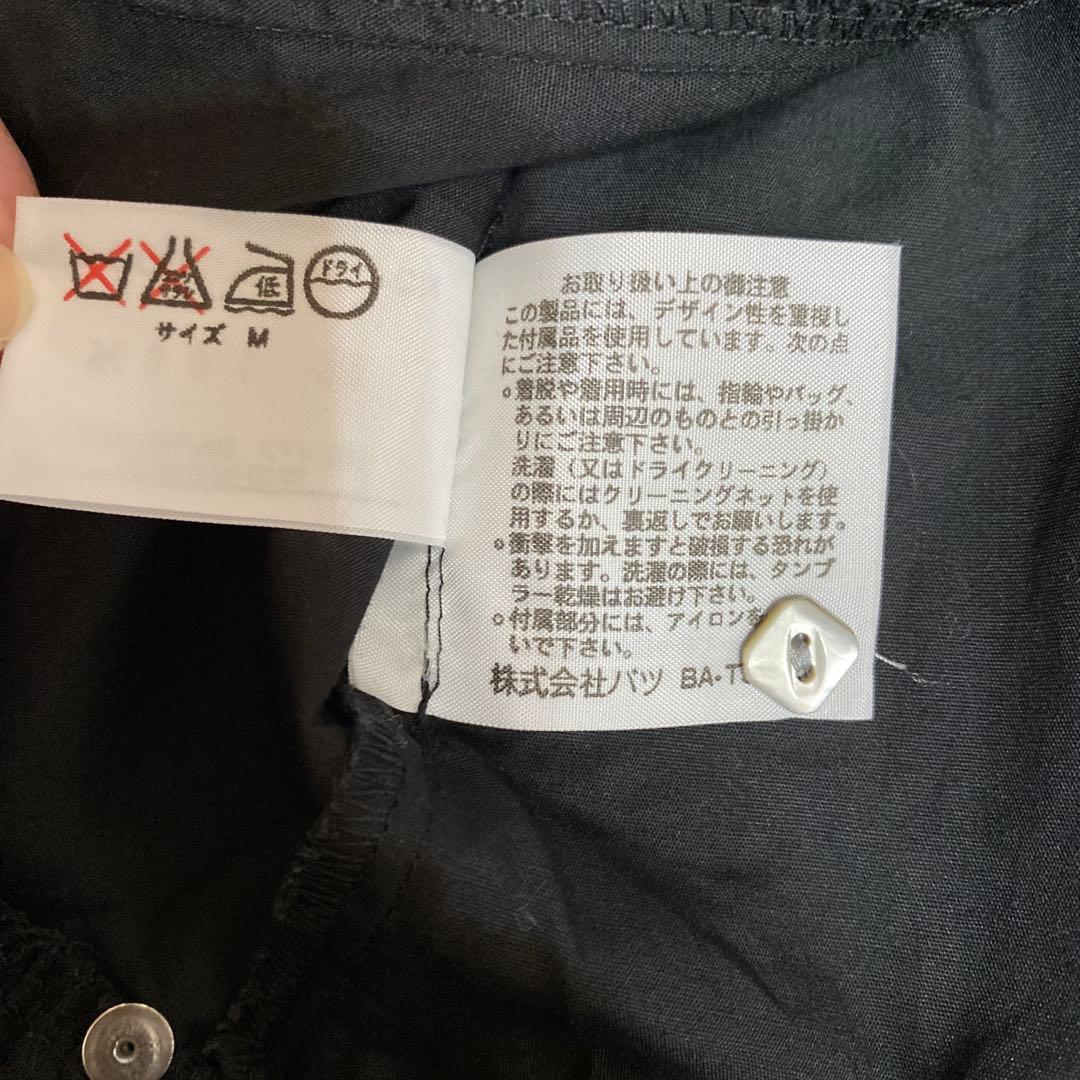 エンソ
サラシ
低
ドライ
サイズ M
お取り扱い上の御注意
この製品には、デザイン性を重視し
た付属品を使用しています。次の点
にご注意下さい。
。着脱や着用時には、指輪やバッグ、
あるいは周辺のものとの引っ掛か
りにご注意下さい。
洗濯（又はドライクリーニング）
の際にはクリーニングネットを使
用するか、裏返しでお願いします。
。衝撃を加えますと破損する恐れが
あります。洗濯の際には、タンブ
ラー乾燥はお避け下さい。
。付属部分には、アイロンを
いで下さい。
株式会社バツ BA-T